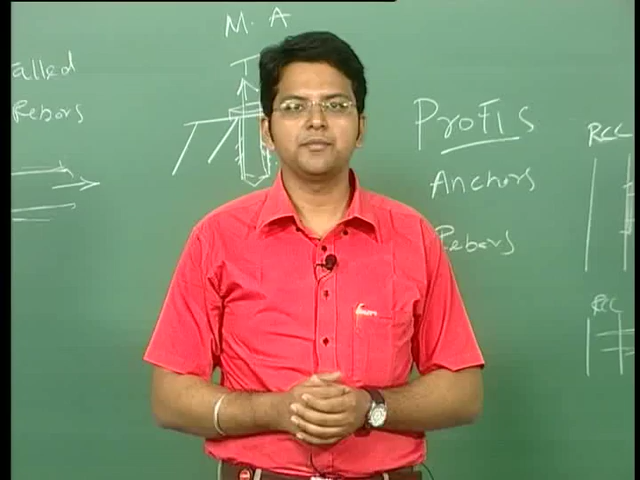 M. A
alled
Rebars
PROFIS
Anchors
Rebars
RCC
RCC